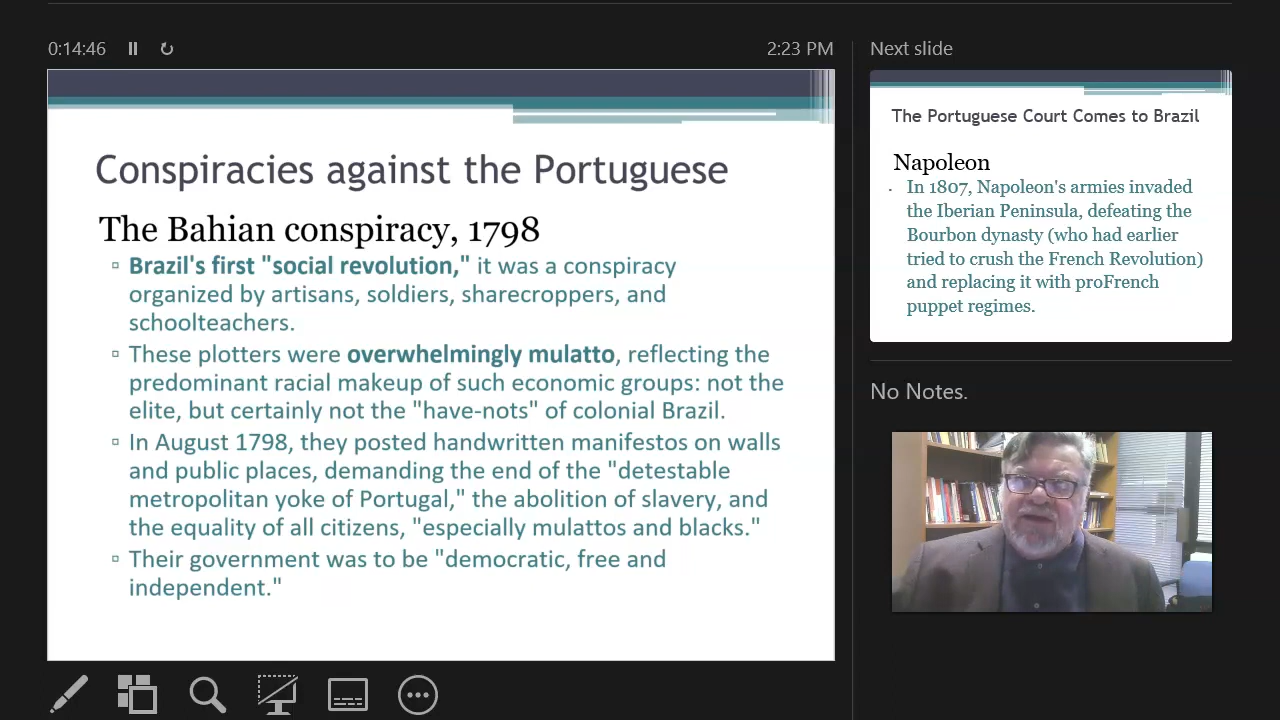 0:14:46
2:23 PM
Next slide
Conspiracies against the Portuguese
The Bahian conspiracy, 1798
Brazil's first "social revolution," it was a conspiracy
organized by artisans, soldiers, sharecroppers, and
schoolteachers.
These plotters were overwhelmingly mulatto, reflecting the
predominant racial makeup of such economic groups: not the
elite, but certainly not the "have-nots" of colonial Brazil.
In August 1798, they posted handwritten manifestos on walls
and public places, demanding the end of the "detestable
metropolitan yoke of Portugal," the abolition of slavery, and
the equality of all citizens, "especially mulattos and blacks."
Their government was to be "democratic, free and
independent."
The Portuguese Court Comes to Brazil
Napoleon
In 1807, Napoleon's armies invaded
the Iberian Peninsula, defeating the
Bourbon dynasty (who had earlier
tried to crush the French Revolution)
and replacing it with proFrench
puppet regimes.
No Notes.